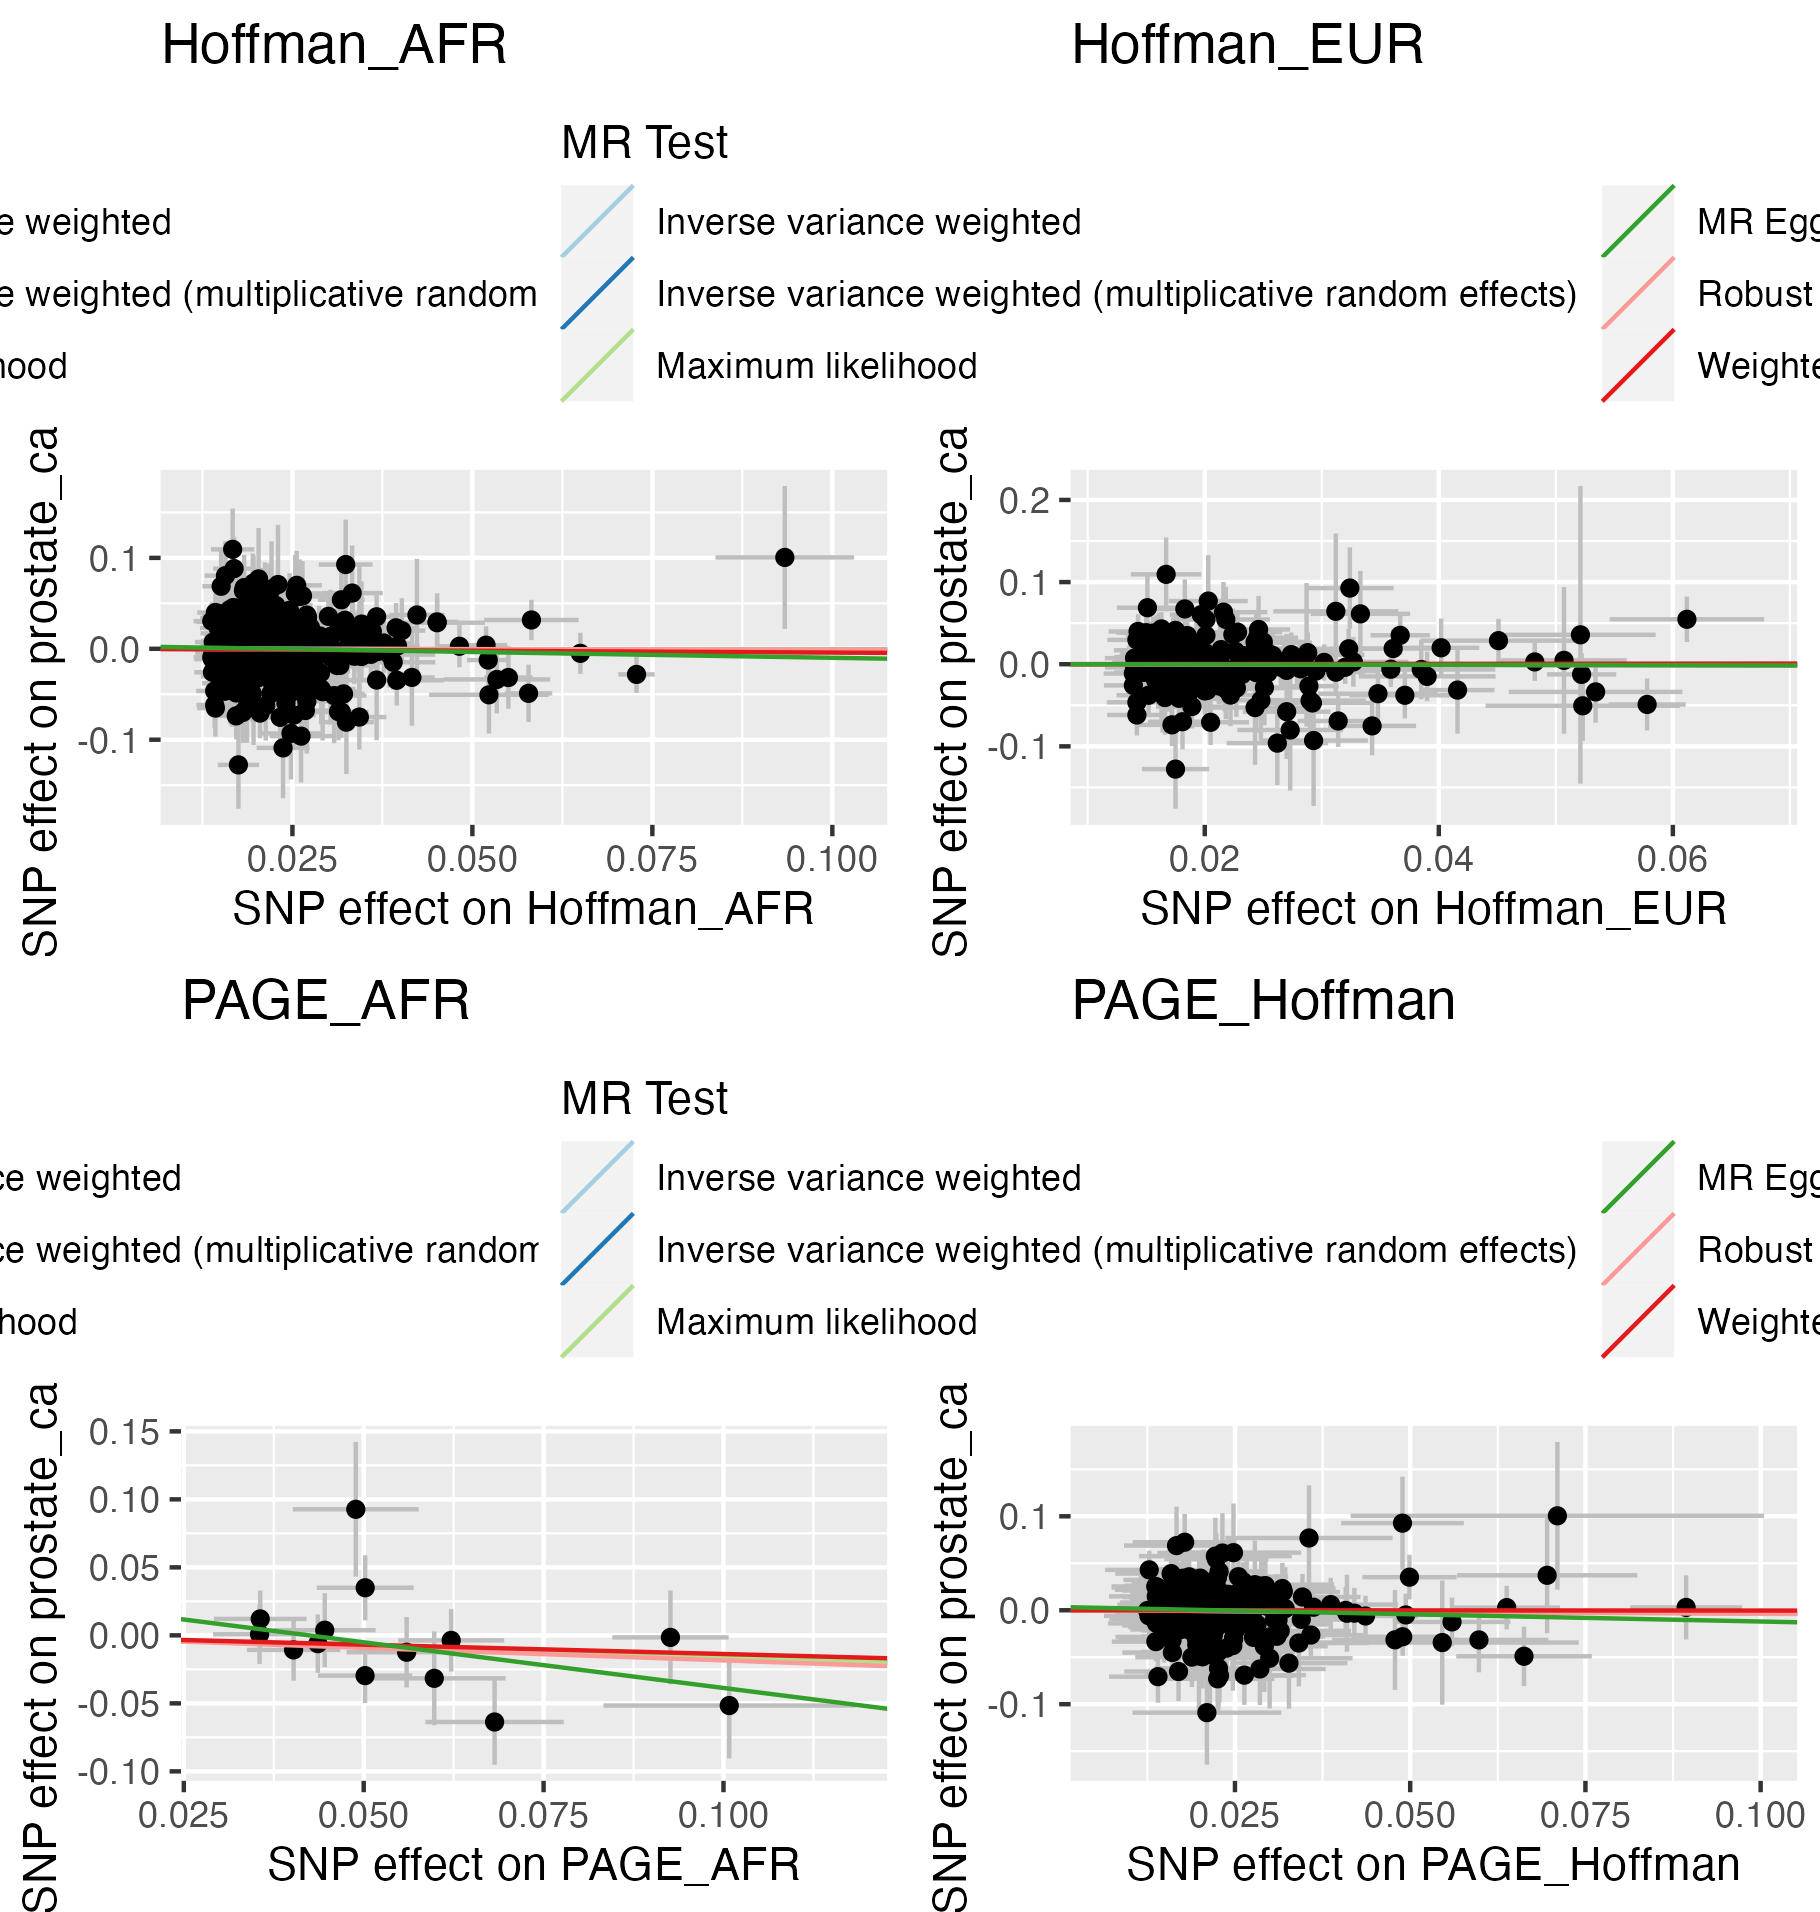 Hoffman_AFR
e weighted
e weighted (multiplicative random
hood
MR Test
Inverse variance weighted
Inverse variance weighted (multiplicative random effects)
Maximum likelihood
SNP effect on prostate_ca
0.1
0.0
-0.1
0.025 0.050 0.075 0.100
SNP effect on Hoffman_AFR
Hoffman_EUR
MR Egg
Robust
Weighte
SNP effect on prostate_ca
0.2
0.1
0.0
-0.1
0.02 0.04 0.06
SNP effect on Hoffman_EUR
PAGE_AFR
ce weighted
ce weighted (multiplicative random
hood
MR Test
Inverse variance weighted
Inverse variance weighted (multiplicative random effects)
Maximum likelihood
SNP effect on prostate_ca
0.15
0.10
0.05
0.00
-0.05
-0.10
0.025 0.050 0.075 0.100
SNP effect on PAGE_AFR
PAGE_Hoffman
MR Egg
Robust
Weighte
SNP effect on prostate_ca
0.1
0.0
-0.1
0.025 0.050 0.075 0.100
SNP effect on PAGE_Hoffman